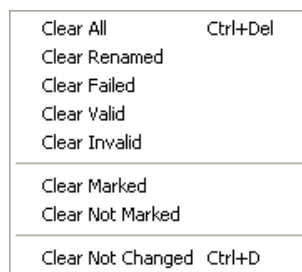 Clear All Ctrl+Del
Clear Renamed
Clear Failed
Clear Valid
Clear Invalid
Clear Marked
Clear Not Marked
Clear Not Changed Ctrl+D